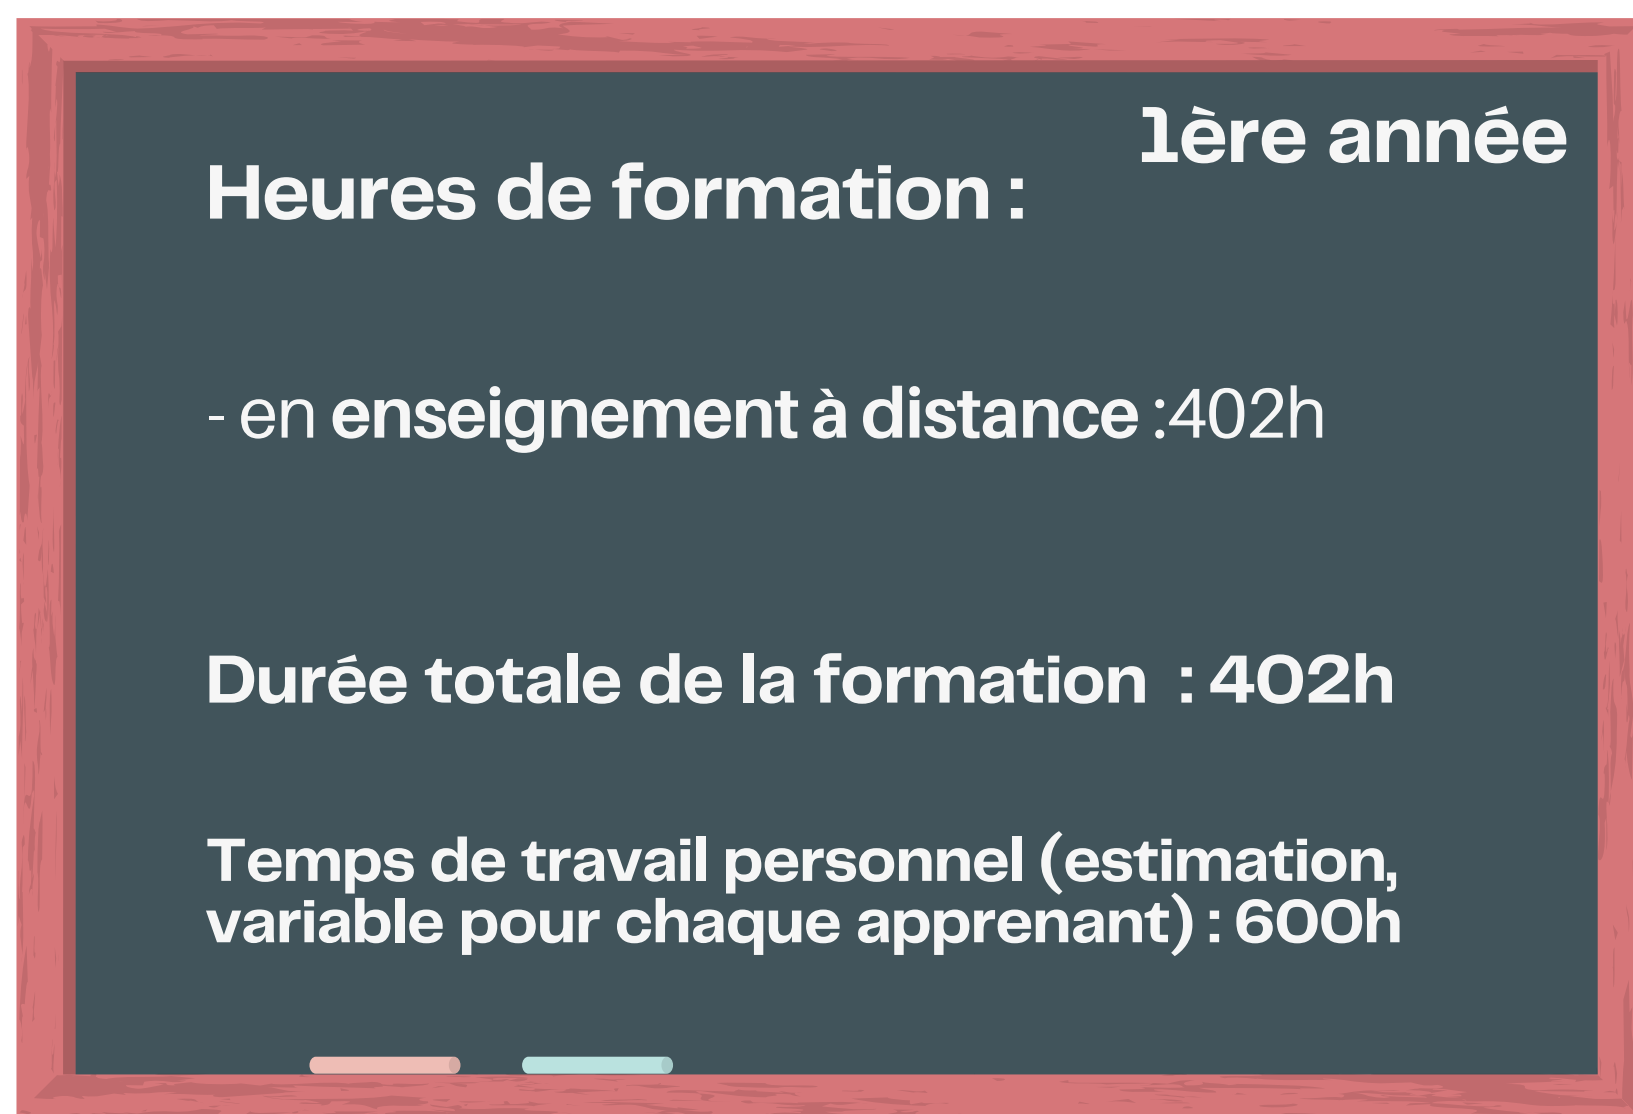 1ère année
Heures de formation :
- en enseignement à distance :402h
Durée totale de la formation  : 402h
Temps de travail personnel (estimation,
variable pour chaque apprenant) : 600h